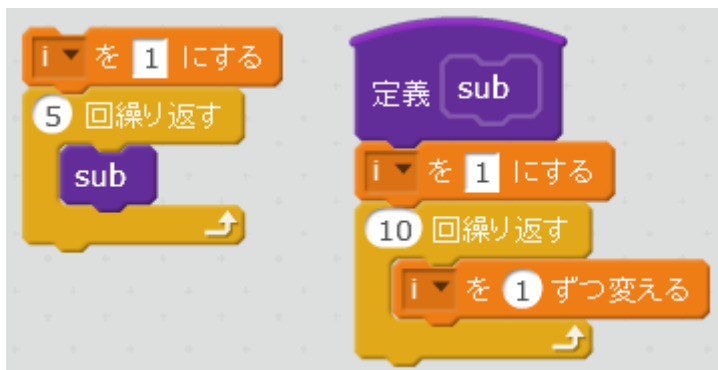 i を 1 にする
5 回繰り返す
sub
定義 sub
i を 1 にする
10 回繰り返す
i を 1 ずつ変える